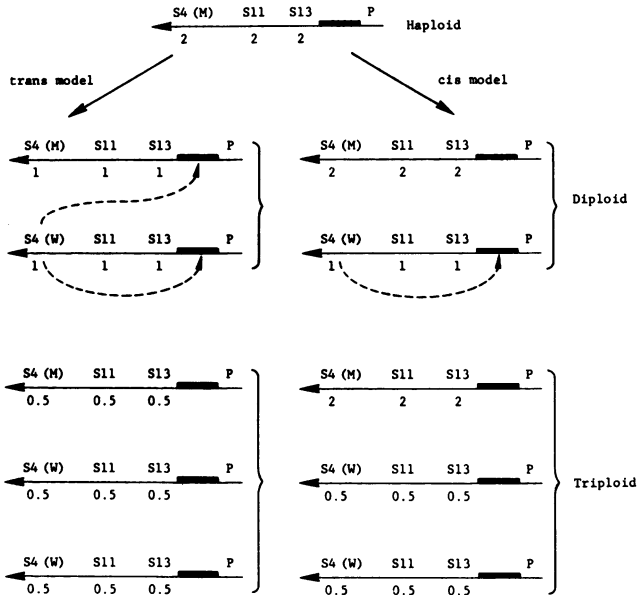 S4 (M) S11 S13 P
Haploid
2 2 2
trans model cis model
S4 (M) S11 S13 P S4 (M) S11 S13 P
1 1 1 2 2 2
Diploid
S4 (W) S11 S13 P S4 (W) S11 S13 P
1 1 1 1 1 1
S4 (M) S11 S13 P S4 (M) S11 S13 P
0.5 0.5 0.5 2 2 2
S4 (W) S11 S13 P S4 (W) S11 S13 P
Triploid
0.5 0.5 0.5 0.5 0.5 0.5
S4 (W) S11 S13 P S4 (W) S11 S13 P
0.5 0.5 0.5 0.5 0.5 0.5